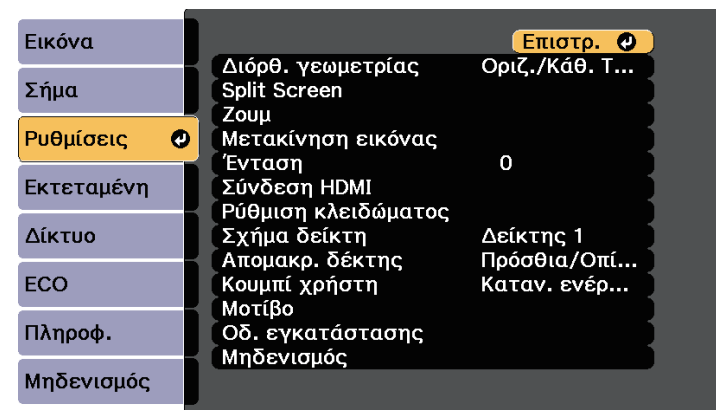 Εικόνα
Σήμα
Ρυθμίσεις
Εκτεταμένη
Δίκτυο
ECO
Πληροφ.
Μηδενισμός
Επιστρ.
Διόρθ. γεωμετρίας Οριζ./Κάθ. Τ...
Split Screen
Ζουμ
Μετακίνηση εικόνας
Ένταση 0
Σύνδεση HDMI
Ρύθμιση κλειδώματος
Σχήμα δείκτη Δείκτης 1
Απομακρ. δέκτης Πρόσθια/Οπί...
Κουμπί χρήστη Καταν. ενέρ...
Μοτίβο
Οδ. εγκατάστασης
Μηδενισμός